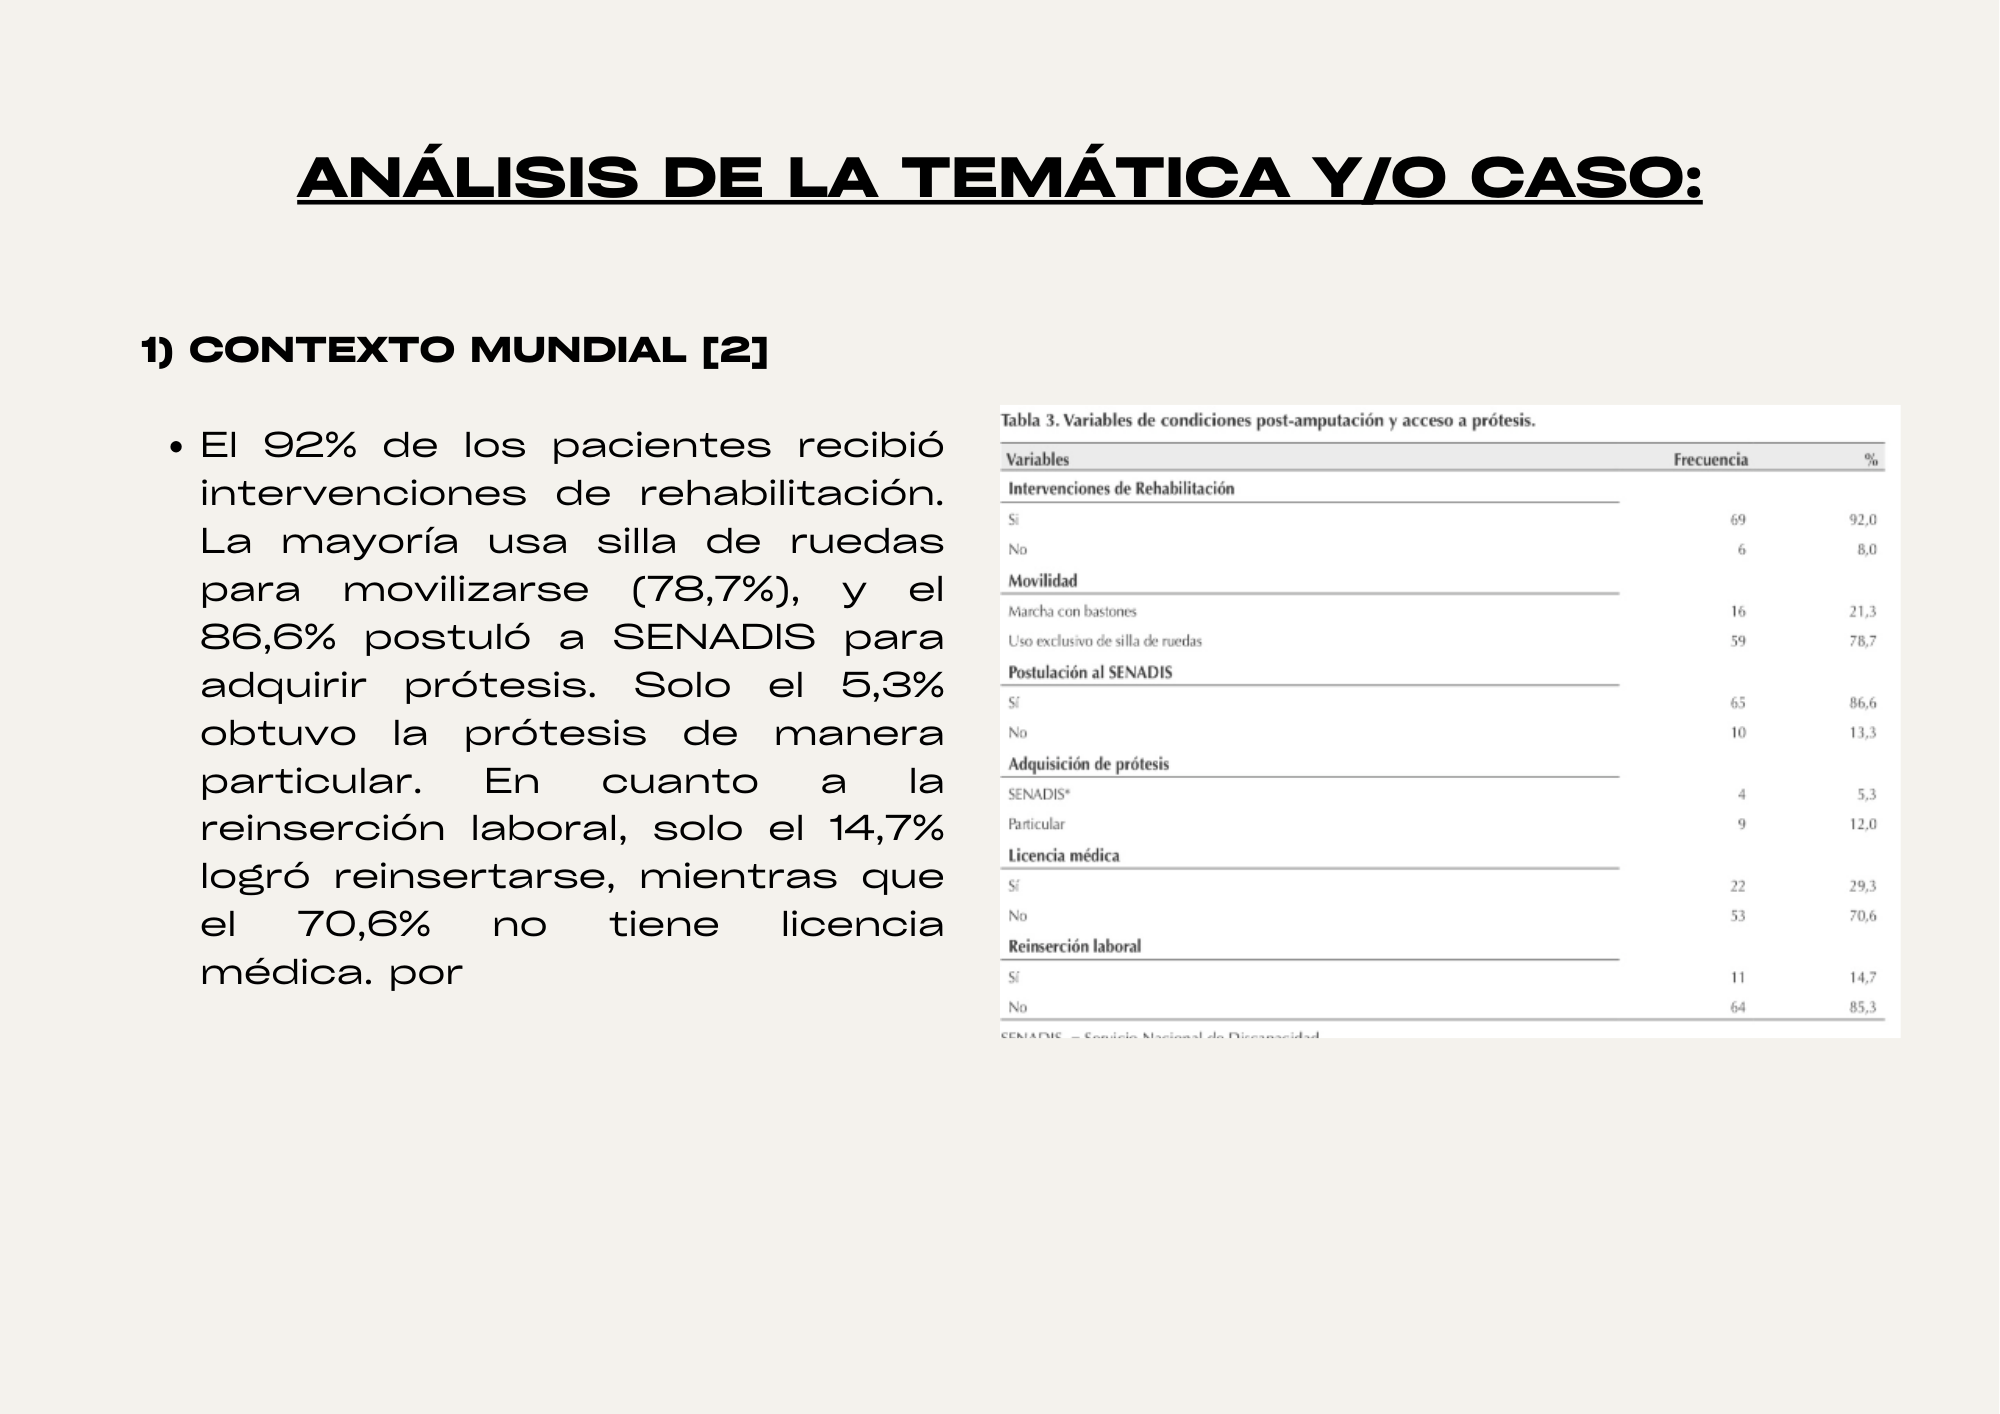 ANÁLISIS DE LA TEMÁTICA Y/O CASO:
1) CONTEXTO MUNDIAL [2]
• El 92% de los pacientes recibió
intervenciones de rehabilitación.
La mayoría usa silla de ruedas
para movilizarse (78,7%), y el
86,6% postuló a SENADIS para
adquirir prótesis. Solo el 5,3%
obtuvo la prótesis de manera
particular. En cuanto a la
reinserción laboral, solo el 14,7%
logró reinsertarse, mientras que
el 70,6% no tiene licencia
médica. por
Tabla 3. Variables de condiciones post-amputación y acceso a prótesis.
Variables Frecuencia %
Intervenciones de Rehabilitación
Sí 69 92,0
No 6 8,0
Movilidad
Marcha con bastones 16 21,3
Uso exclusivo de silla de ruedas 59 78,7
Postulación al SENADIS
Sí 65 86,6
No 10 13,3
Adquisición de prótesis
SENADIS* 4 5,3
Particular 9 12,0
Licencia médica
Sí 22 29,3
No 53 70,6
Reinserción laboral
Sí 11 14,7
No 64 85,3
SENADIS = Servicio Nacional de Discapacidad